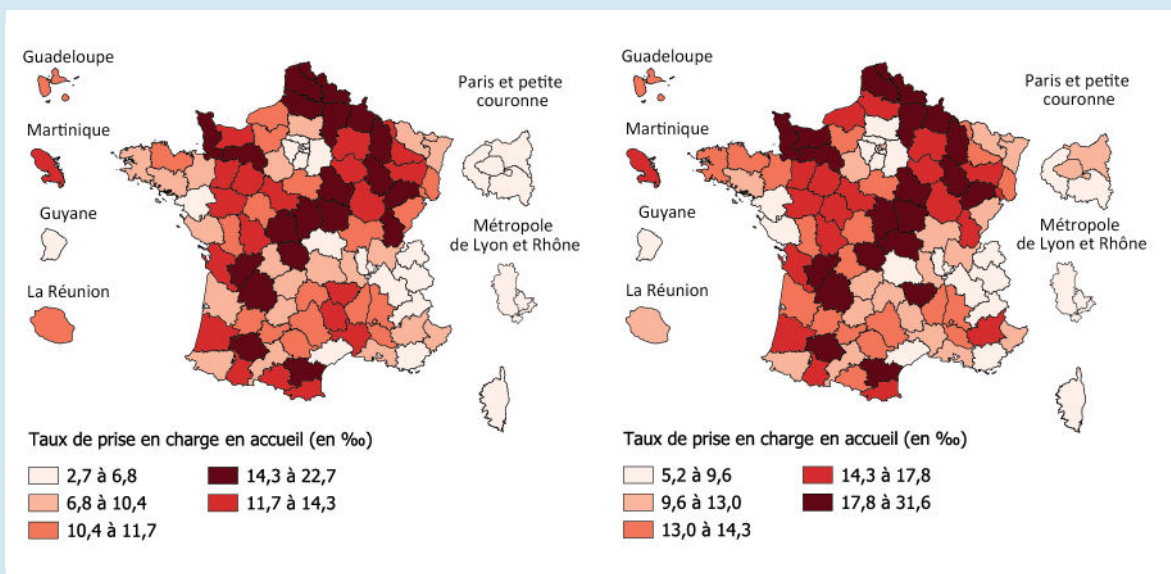 Guadeloupe
Paris et petite
couronne
Martinique
Guyane
Métropole
de Lyon et Rhône
La Réunion
Taux de prise en charge en accueil (en ‰)
2,7 à 6,8
14,3 à 22,7
6,8 à 10,4
11,7 à 14,3
10,4 à 11,7
Guadeloupe
Paris et petite
couronne
Martinique
Guyane
Métropole
de Lyon et Rhône
La Réunion
Taux de prise en charge en accueil (en ‰)
5,2 à 9,6
14,3 à 17,8
9,6 à 13,0
17,8 à 31,6
13,0 à 14,3